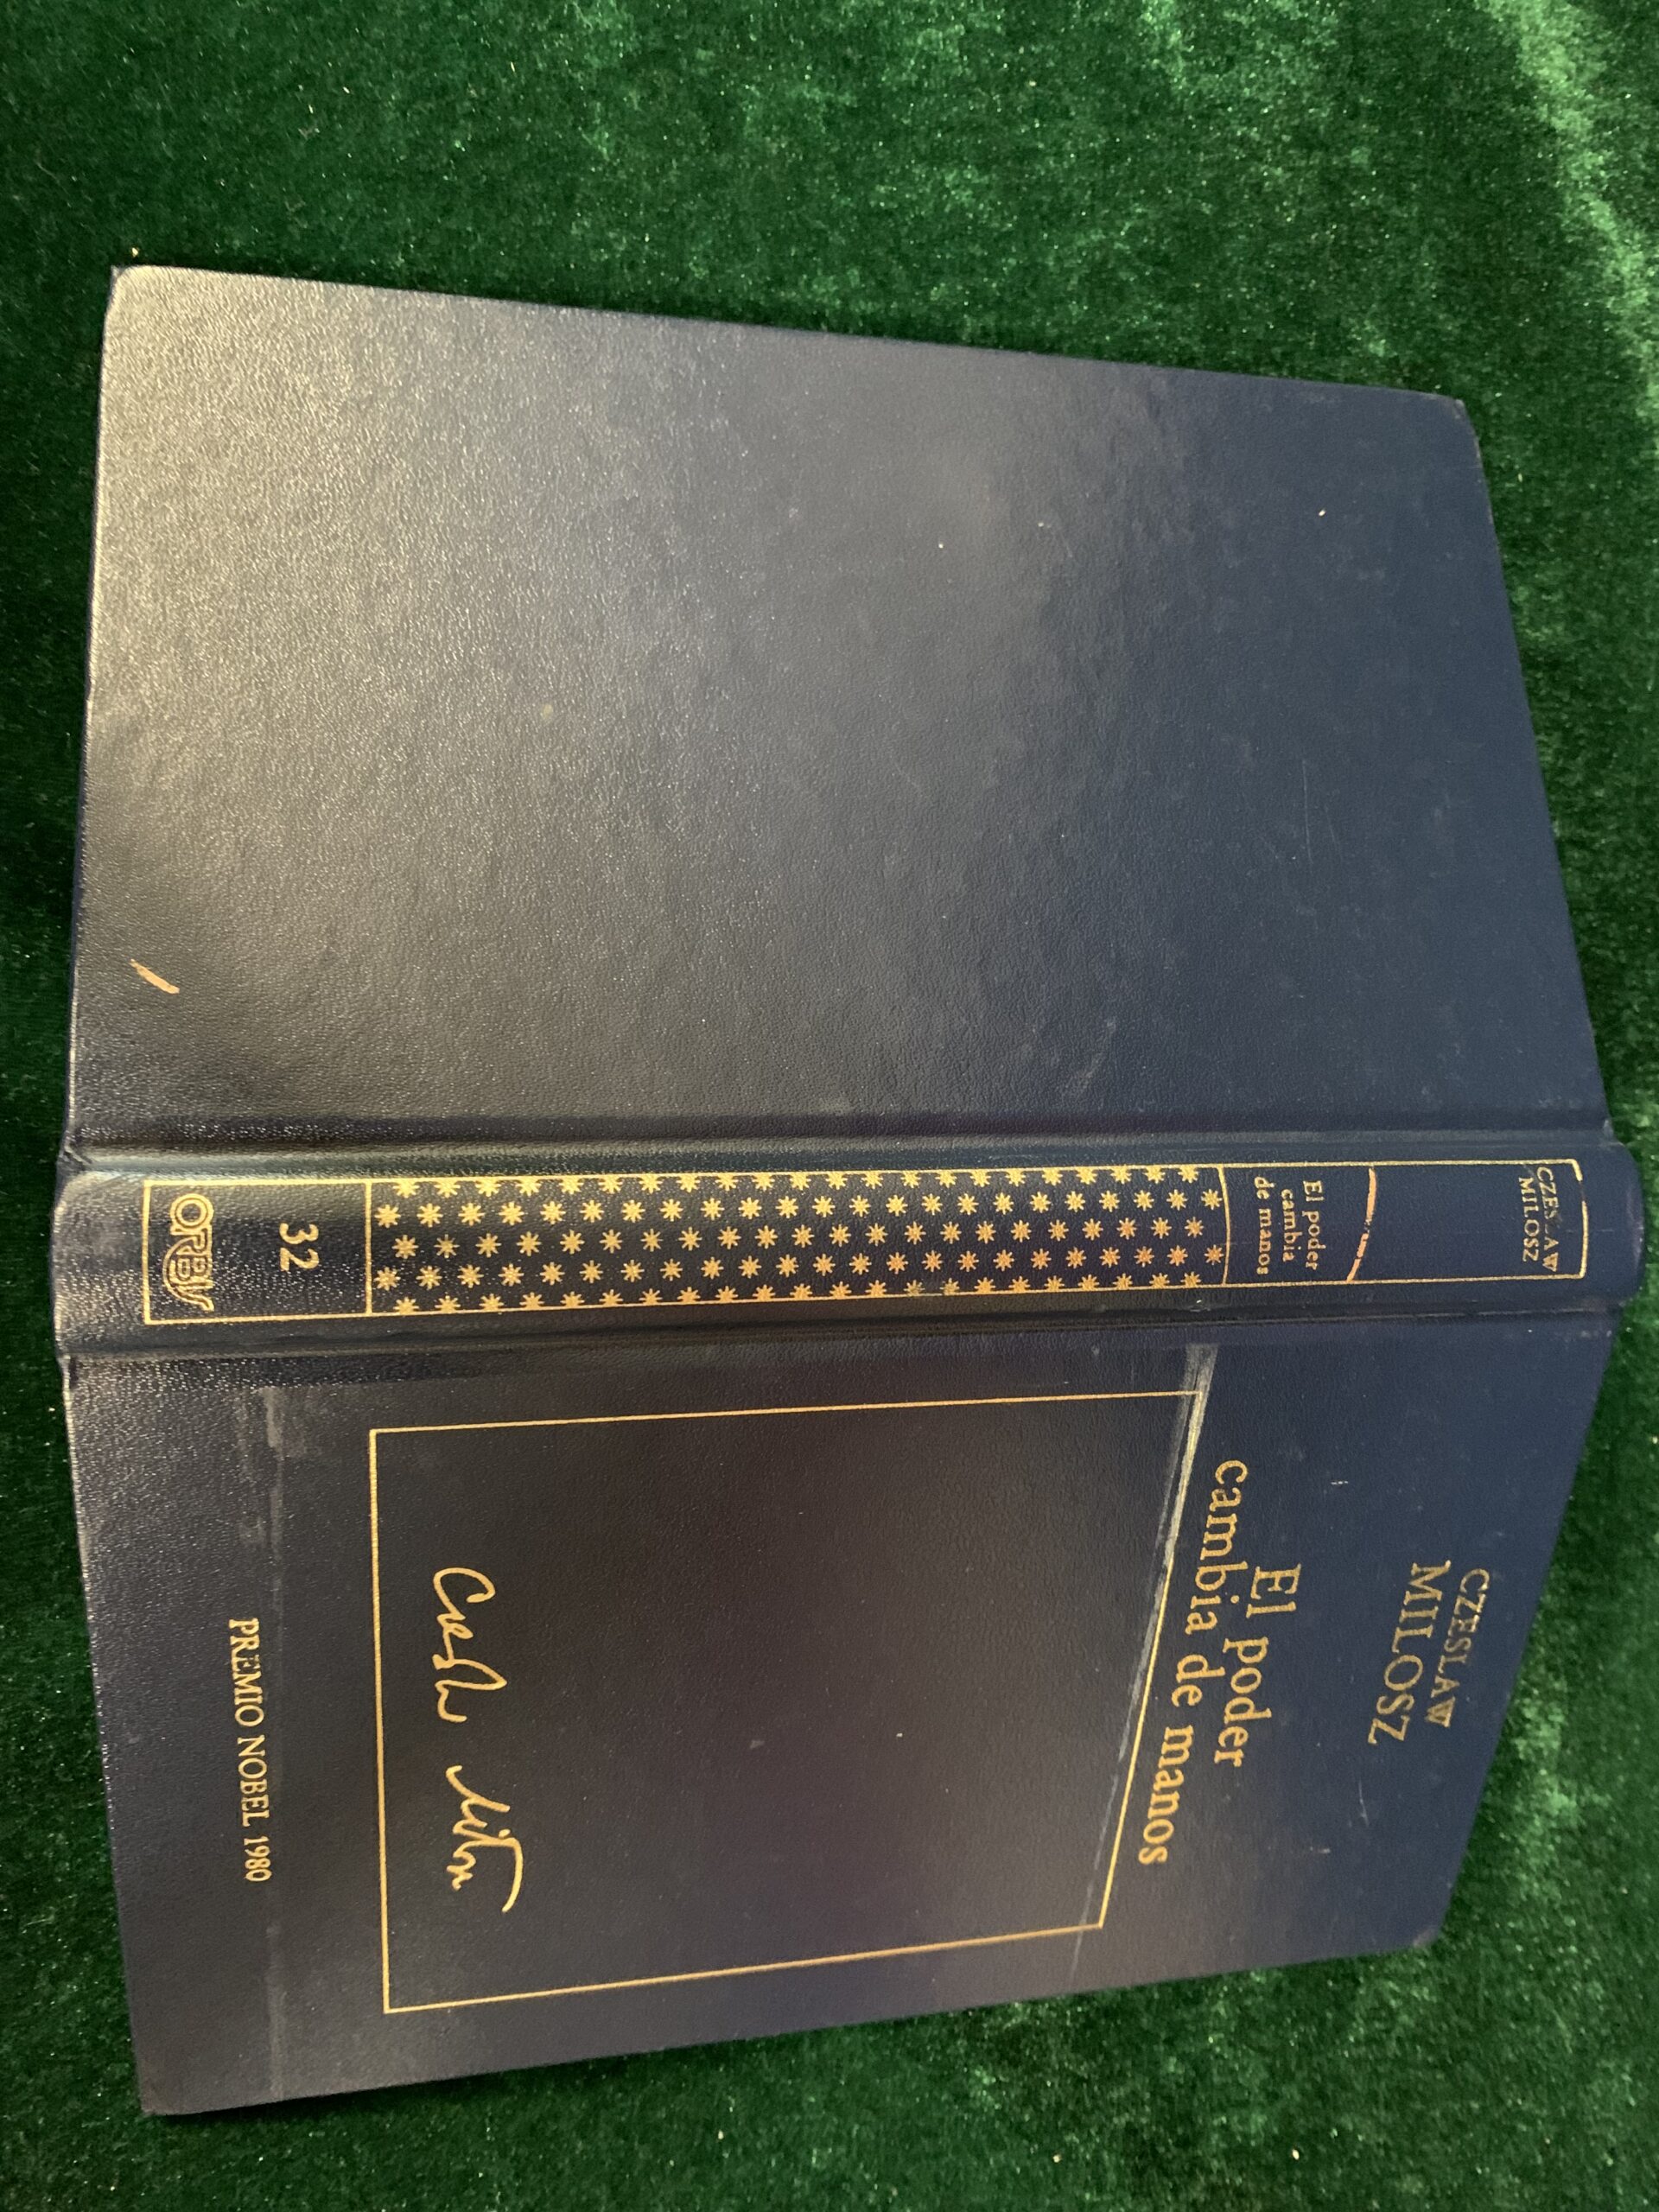 CZESLAW
MILOSZ
El poder
cambia de manos
PREMIO NOBEL 1980
CZESLAW
MILOSZ
El poder
cambia
de manos
32
ORBIS